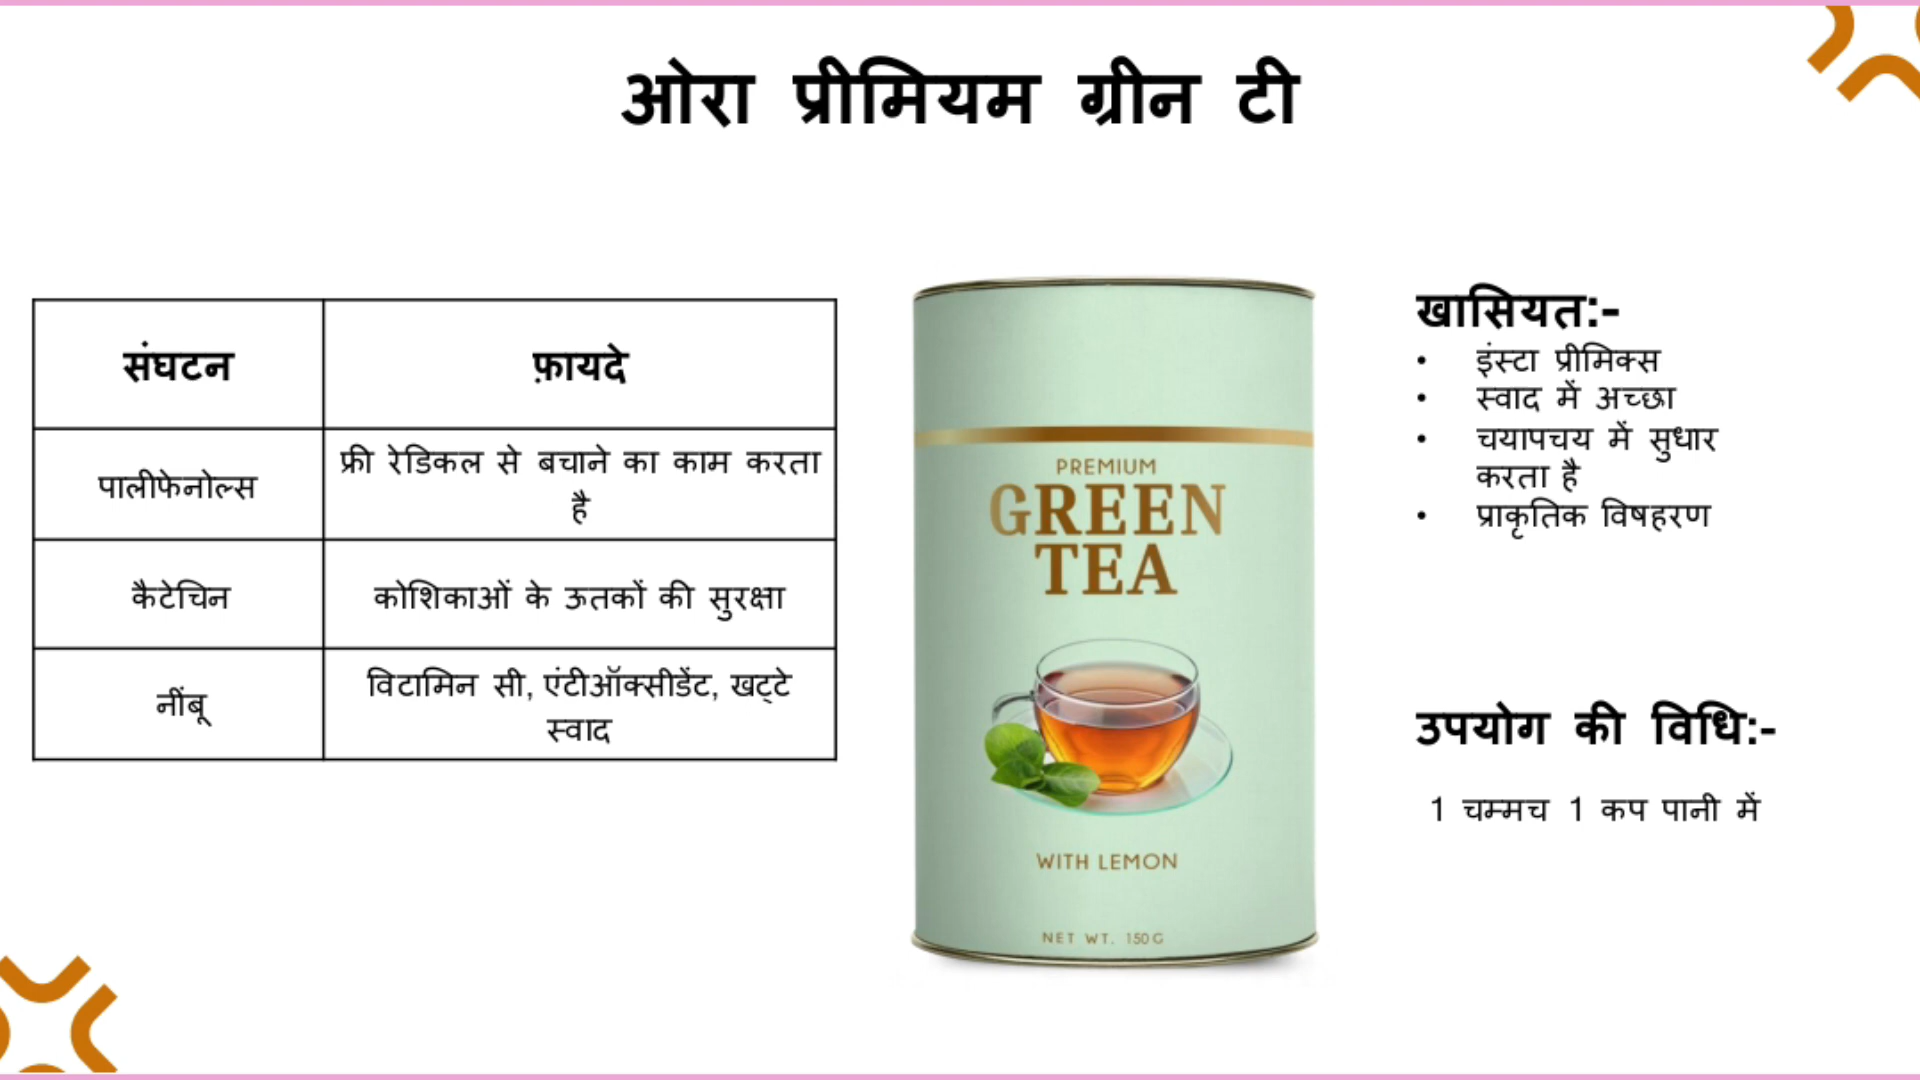 ओरा प्रीमियम ग्रीन टी
संघटन
फ़ायदे
पालीफेनोल्स
फ्री रेडिकल से बचाने का काम करता
है
कैटेचिन
कोशिकाओं के ऊतकों की सुरक्षा
नींबू
विटामिन सी, एंटीऑक्सीडेंट, खट्टे
स्वाद
PREMIUM
GREEN
TEA
WITH LEMON
NET WT. 150G
खासियत:-
• इंस्टा प्रीमिक्स
• स्वाद में अच्छा
• चयापचय में सुधार
करता है
• प्राकृतिक विषहरण
उपयोग की विधि:-
1 चम्मच 1 कप पानी में